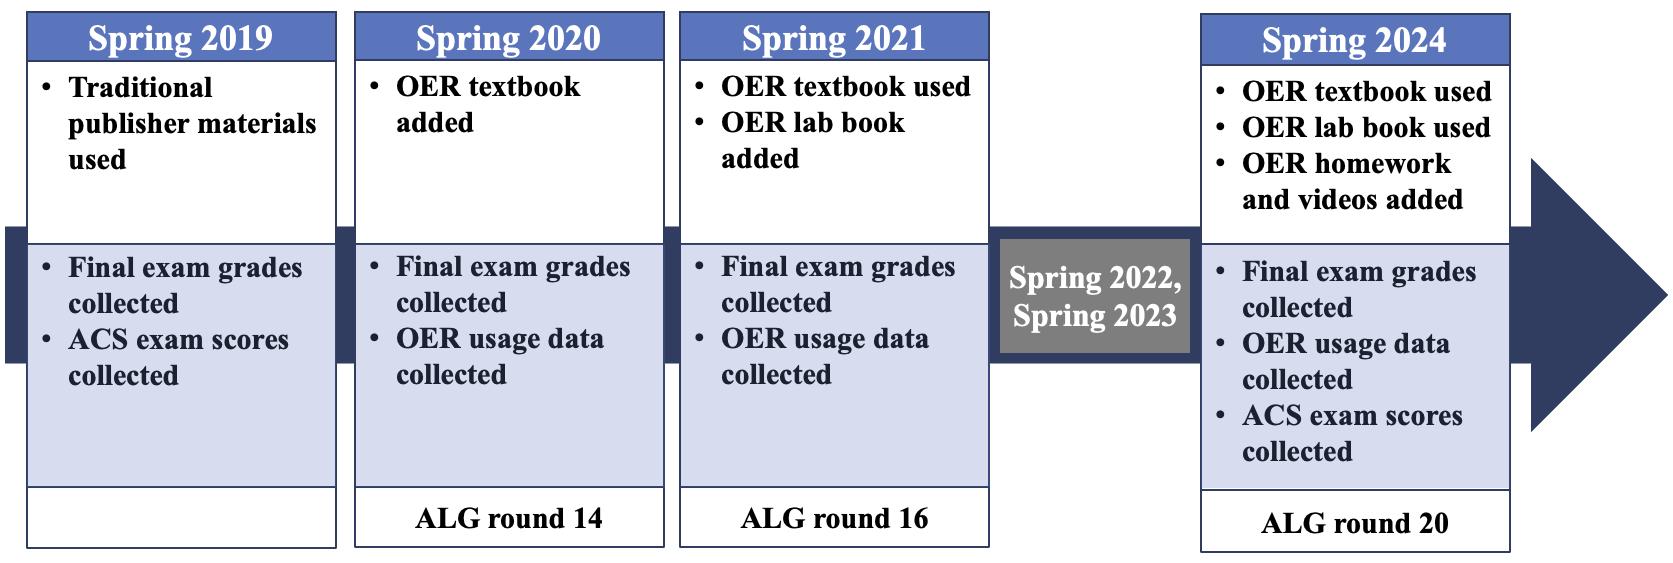 Spring 2019
• Traditional
publisher materials
used
• Final exam grades
collected
• ACS exam scores
collected
Spring 2020
• OER textbook
added
• Final exam grades
collected
• OER usage data
collected
ALG round 14
Spring 2021
• OER textbook used
• OER lab book
added
• Final exam grades
collected
• OER usage data
collected
ALG round 16
Spring 2022,
Spring 2023
Spring 2024
• OER textbook used
• OER lab book used
• OER homework
and videos added
• Final exam grades
collected
• OER usage data
collected
• ACS exam scores
collected
ALG round 20